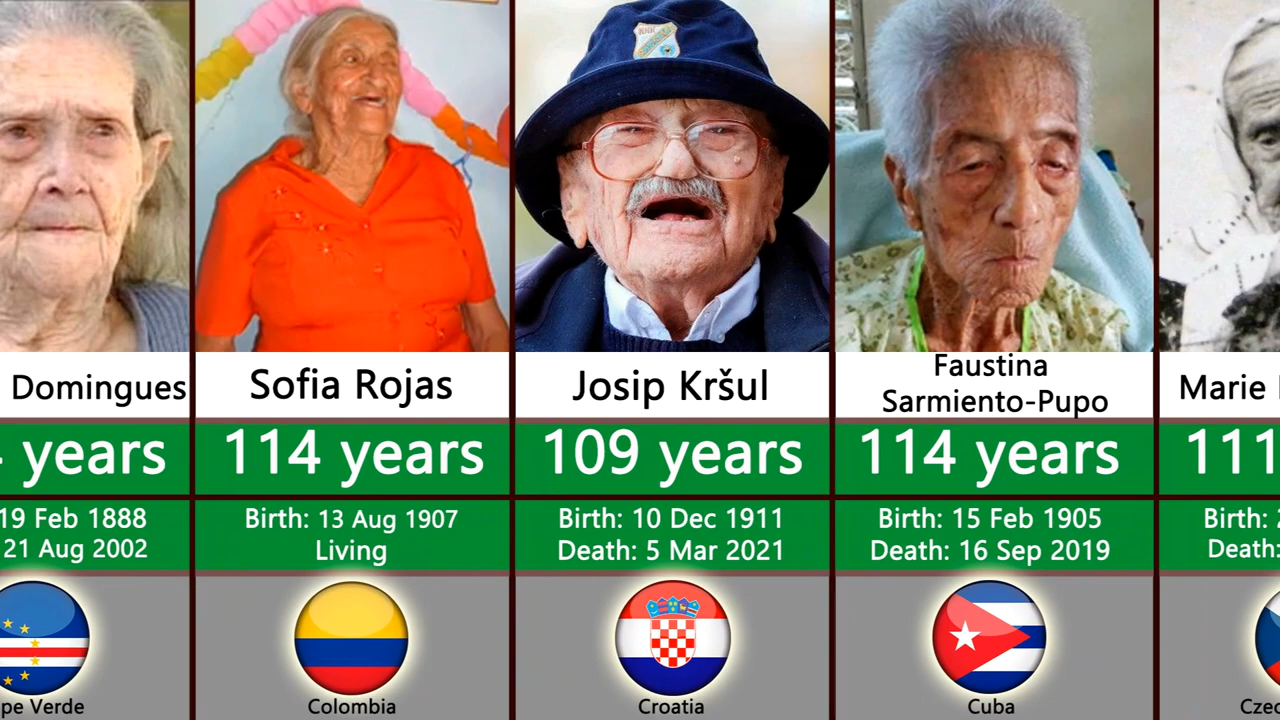 Domingues
years
19 Feb 1888
21 Aug 2002
pe Verde
Sofia Rojas
114 years
Birth: 13 Aug 1907
Living
Colombia
Josip Kršul
109 years
Birth: 10 Dec 1911
Death: 5 Mar 2021
Croatia
Faustina
Sarmiento-Pupo
114 years
Birth: 15 Feb 1905
Death: 16 Sep 2019
Cuba
Marie
111
Birth:
Death:
Czec